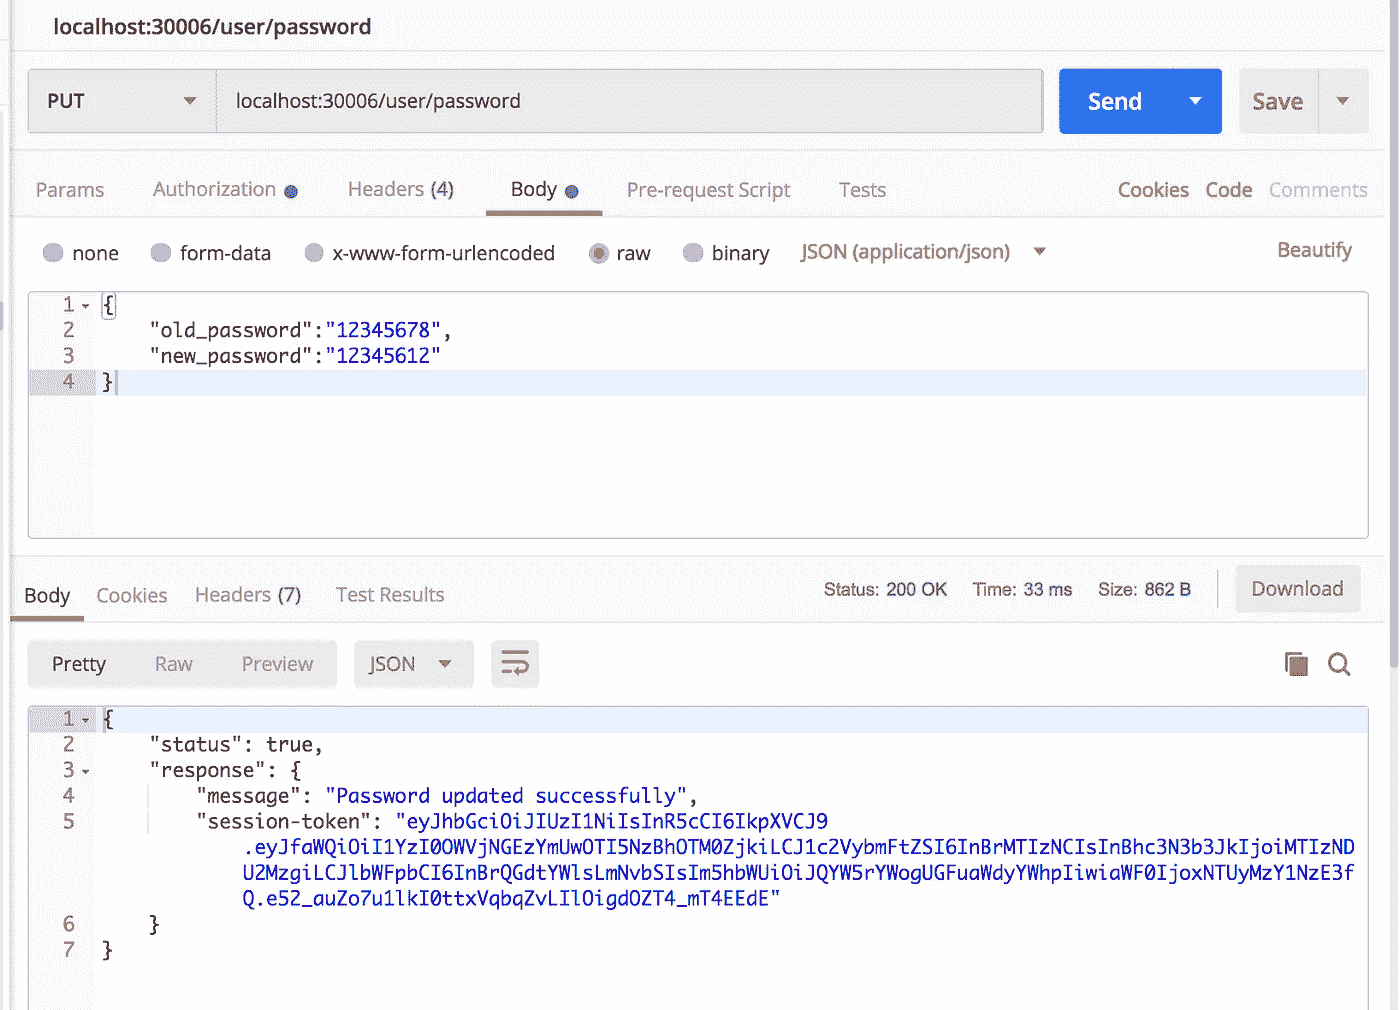 localhost:30006/user/password
PUT localhost:30006/user/password Send Save
Params Authorization Headers (4) Body Pre-request Script Tests Cookies Code Comments
none form-data x-www-form-urlencoded raw binary JSON (application/json) Beautify
1 {
2 "old_password":"12345678",
3 "new_password":"12345612"
4 }
Body Cookies Headers (7) Test Results Status: 200 OK Time: 33 ms Size: 862 B Download
Pretty Raw Preview JSON
1 {
2 "status": true,
3 "response": {
4 "message": "Password updated successfully",
5 "session-token": "eyJhbGciOiJIUzI1NiIsInR5cCI6IkpXVCJ9
.eyJfaWQiOiI1YzI0OWVjNGEzYmUwOTI5NzBhOTM0ZjkiLCJ1c2VybmFtZSI6InBrMTIzNCIsInBhc3N3b3JkIjoiMTIzND
U2MzgiLCJlbWFpbCI6InBrQGdtYWlsLmNvbSIsIm5hbWUiOiJQYW5rYWogUGFuaWdyYWhpIiwiaWF0IjoxNTUyMzY1NzE3f
Q.e52_auZo7u1lkI0ttxVqbqZvLIlOigdOZT4_mT4EEdE"
6 }
7 }